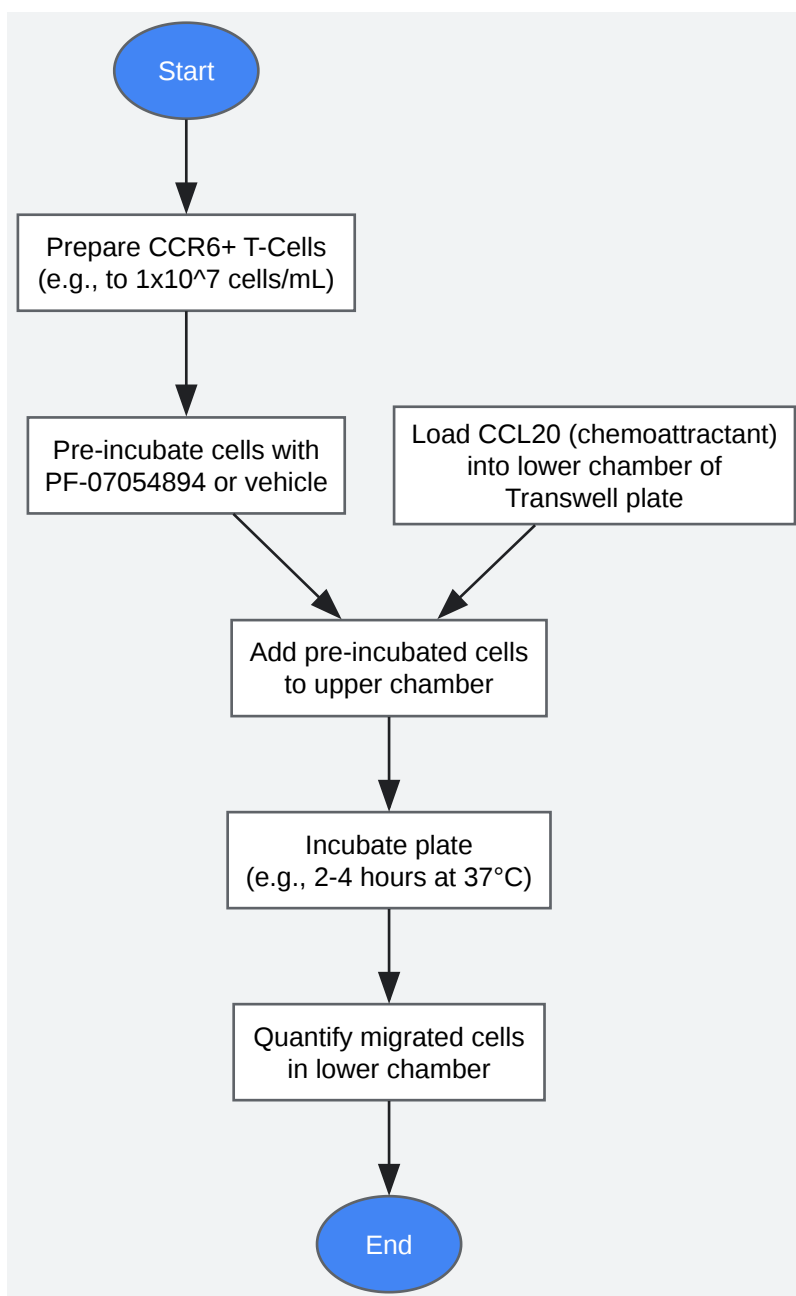 Start
Prepare CCR6+ T-Cells
(e.g., to 1x10^7 cells/mL)
Pre-incubate cells with
PF-07054894 or vehicle
Load CCL20 (chemoattractant)
into lower chamber of
Transwell plate
Add pre-incubated cells
to upper chamber
Incubate plate
(e.g., 2-4 hours at 37°C)
Quantify migrated cells
in lower chamber
End